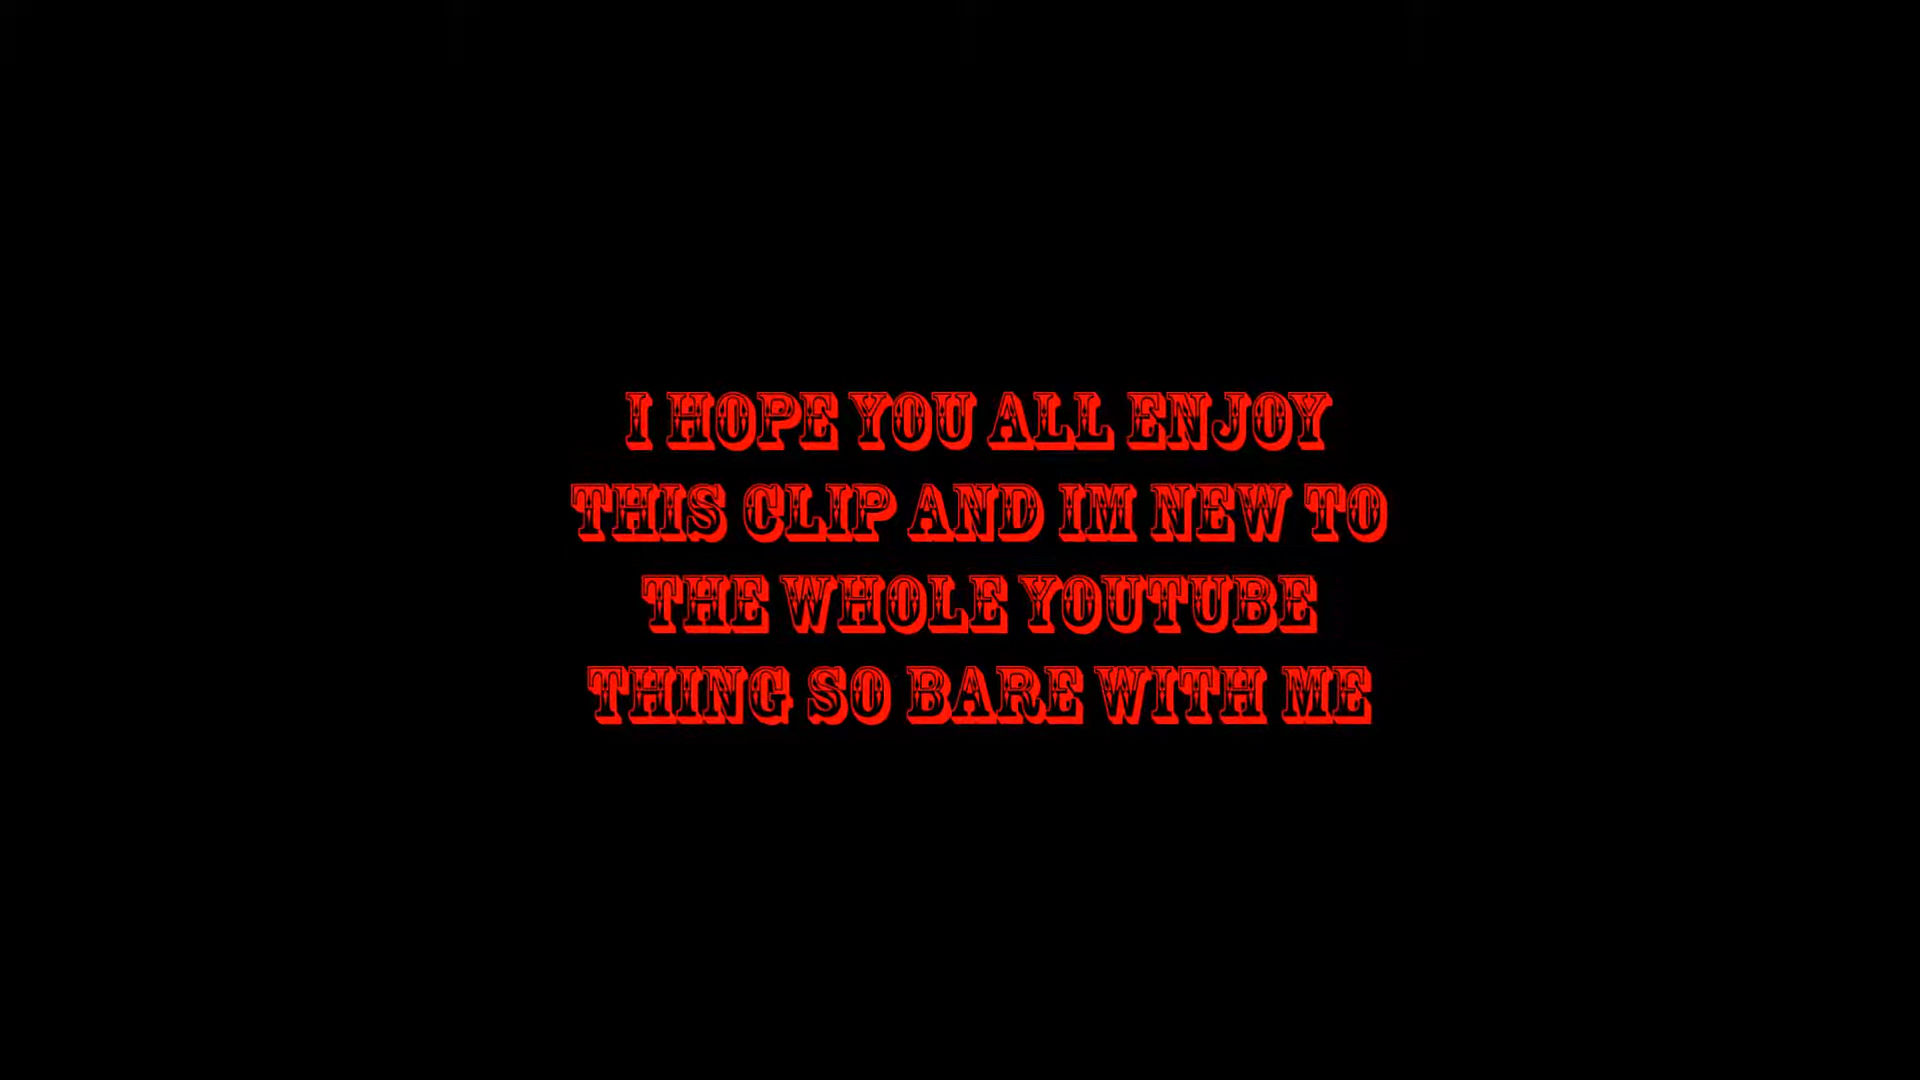 I HOPE YOU ALL ENJOY
THIS CLIP AND IM NEW TO
THE WHOLE YOUTUBE
THING SO BARE WITH ME